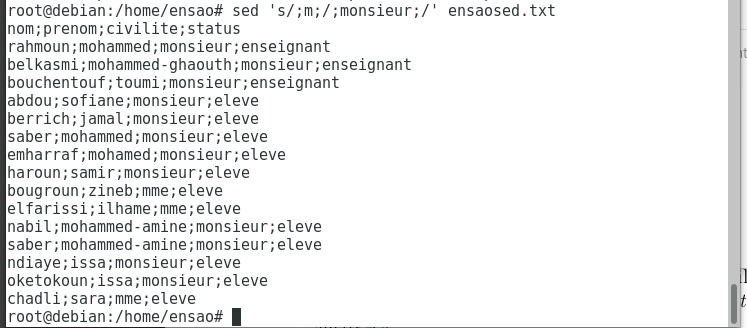 root@debian:/home/ensao# sed 's/;m;/;monsieur;/' ensaosed.txt
nom;prenom;civilite;status
rahmoun;mohammed;monsieur;enseignant
belkasmi;mohammed-ghaouth;monsieur;enseignant
bouchentouf;toumi;monsieur;enseignant
abdou;sofiane;monsieur;eleve
berrich;jamal;monsieur;eleve
saber;mohammed;monsieur;eleve
emharraf;mohamed;monsieur;eleve
haroun;samir;monsieur;eleve
bougroun;zineb;mme;eleve
elfarissi;ilhame;mme;eleve
nabil;mohammed-amine;monsieur;eleve
saber;mohammed-amine;monsieur;eleve
ndiaye;issa;monsieur;eleve
oketokoun;issa;monsieur;eleve
chadli;sara;mme;eleve
root@debian:/home/ensao#